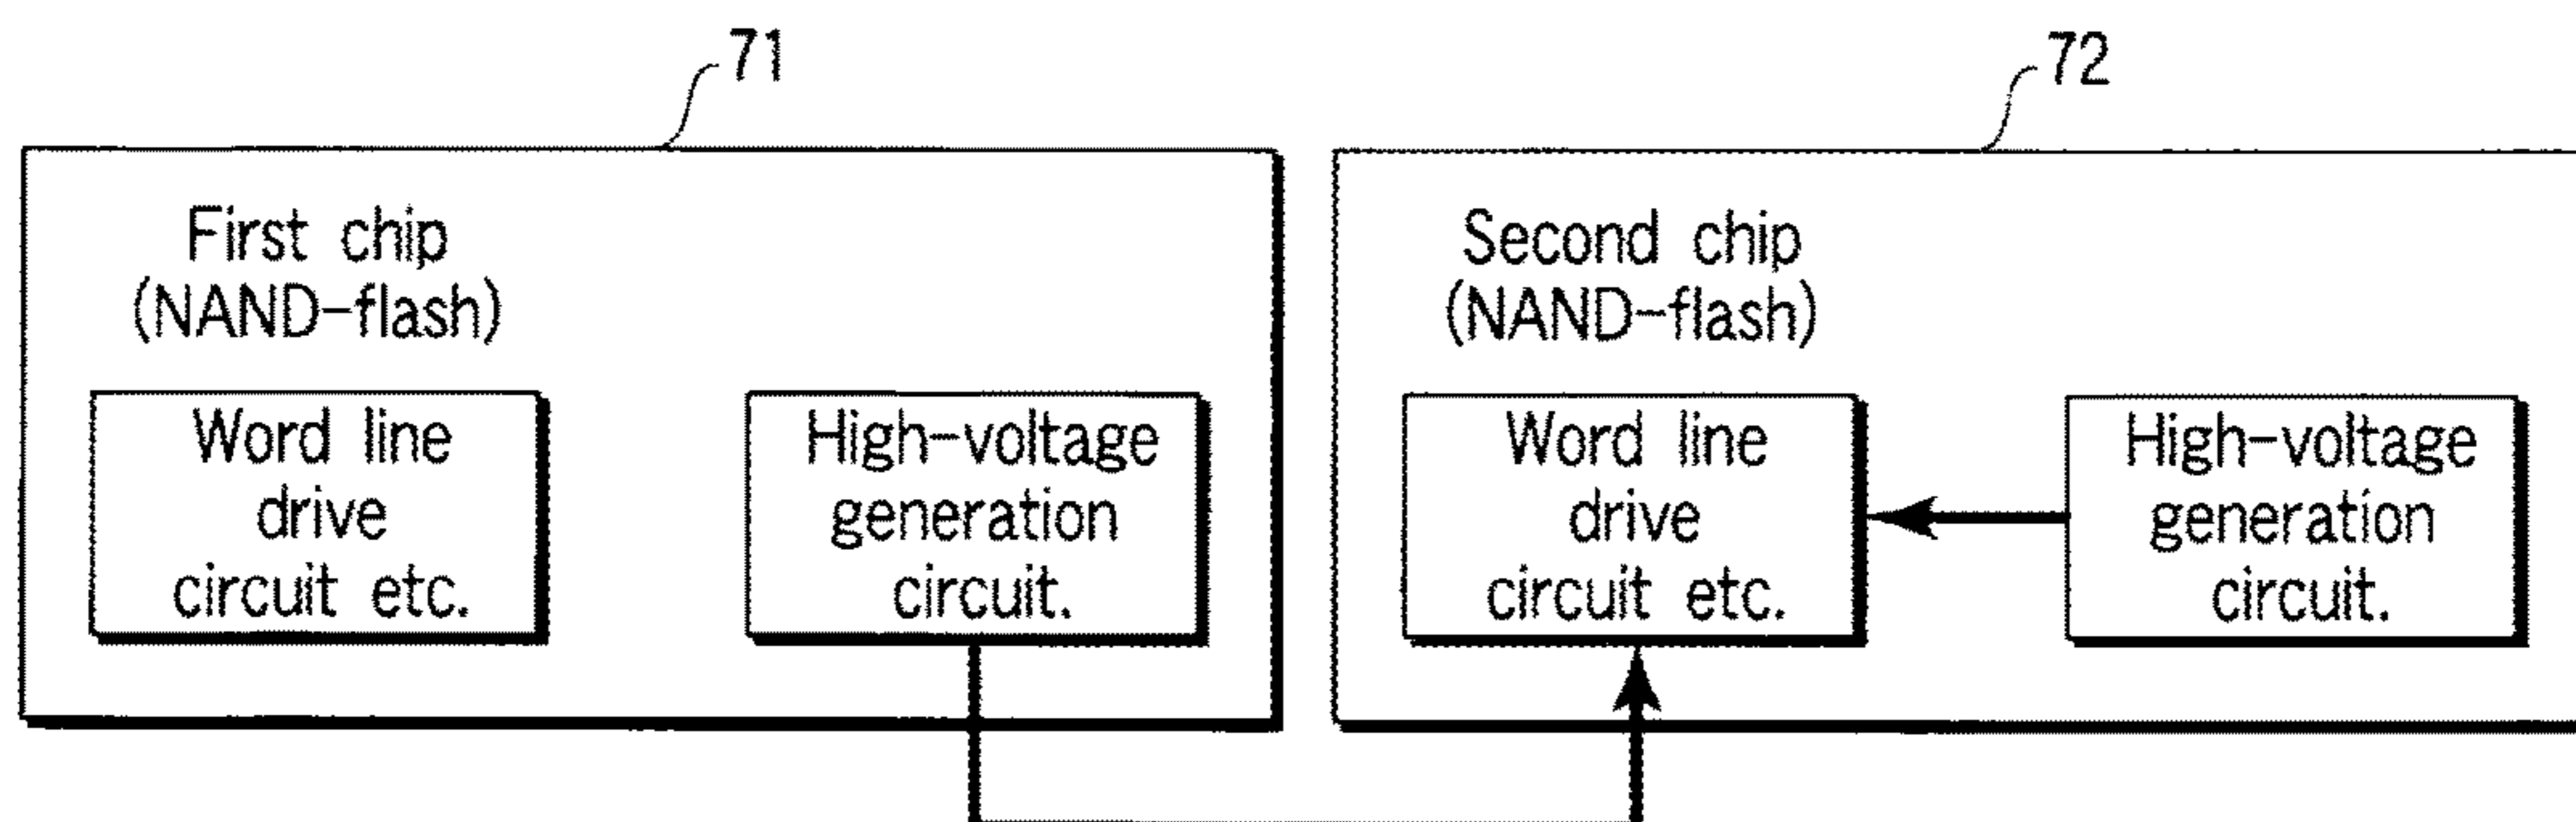 71
72
First chip
(NAND-flash)
Word line
drive
circuit etc.
High-voltage
generation
circuit.
Second chip
(NAND-flash)
Word line
drive
circuit etc.
High-voltage
generation
circuit.